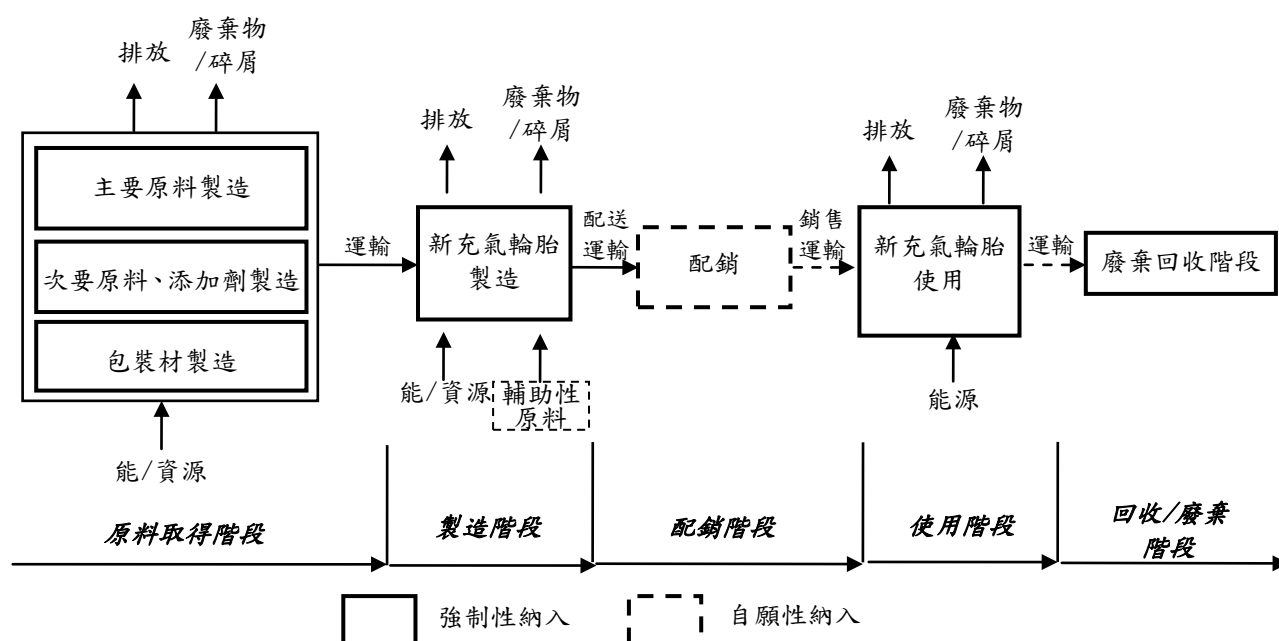 排放
廢棄物
/碎屑
主要原料製造
次要原料、添加劑製造
包裝材製造
能/資源
運輸
排放
廢棄物
/碎屑
新充氣輪胎
製造
能/資源
輔助性
原料
配送
運輸
配銷
銷售
運輸
排放
廢棄物
/碎屑
新充氣輪胎
使用
能源
運輸
廢棄回收階段
原料取得階段
製造階段
配銷階段
使用階段
回收/廢棄
階段
強制性納入
自願性納入